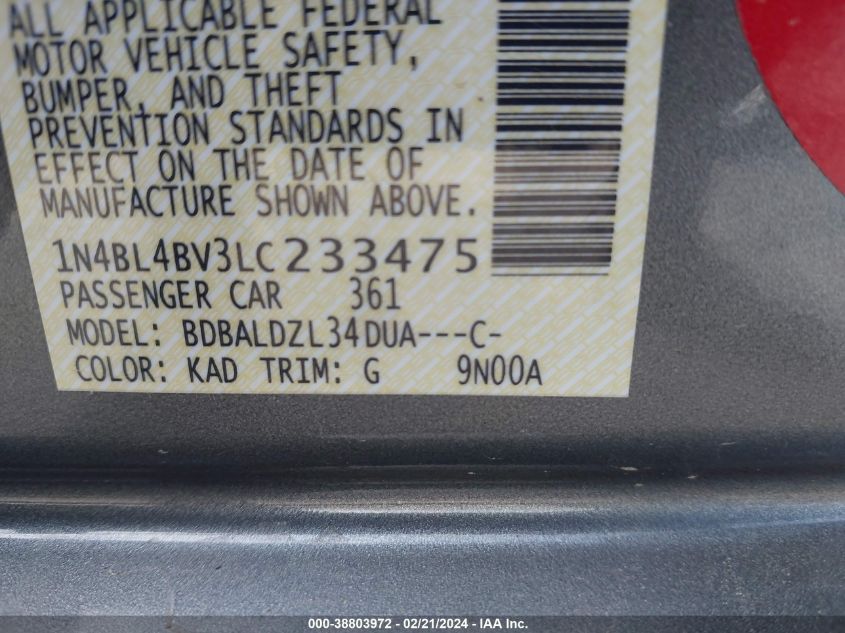 ALL APPLICABLE FEDERAL
MOTOR VEHICLE SAFETY,
BUMPER, AND THEFT
PREVENTION STANDARDS IN
EFFECT ON THE DATE OF
MANUFACTURE SHOWN ABOVE.
1N4BL4BV3LC233475
PASSENGER CAR 361
MODEL: BDBALDZL34DUA---C-
COLOR: KAD TRIM: G 9N00A
000-38803972 - 02/21/2024 - IAA Inc.